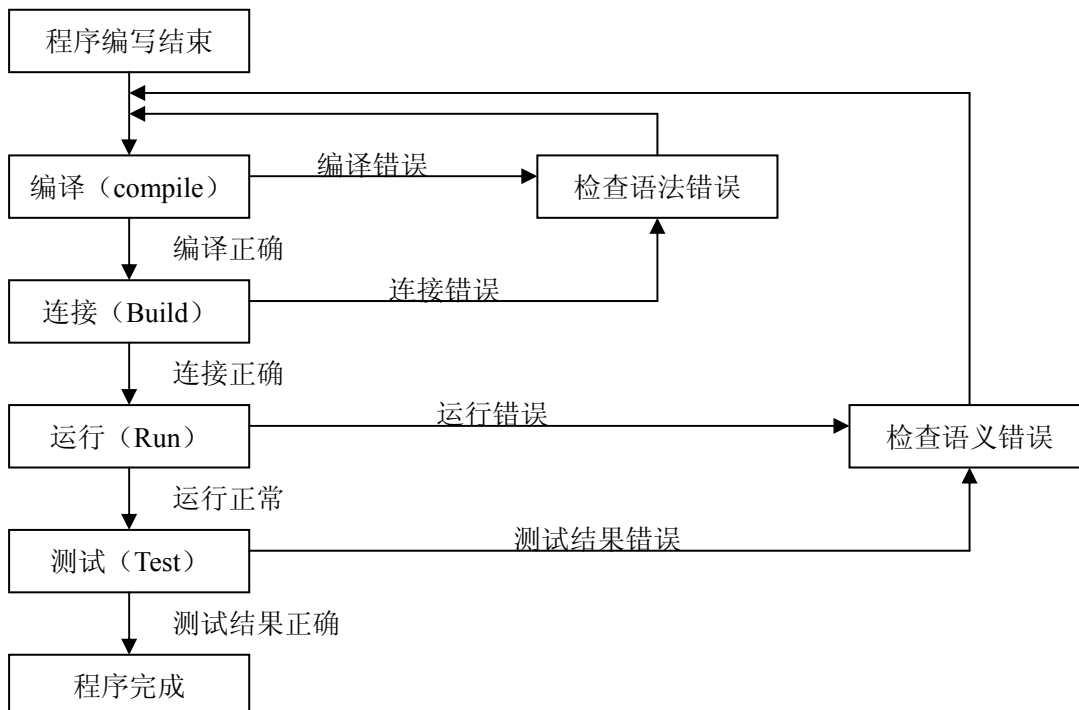 程序编写结束
编译（compile）
编译错误
检查语法错误
编译正确
连接（Build）
连接错误
连接正确
运行（Run）
运行错误
检查语义错误
运行正常
测试（Test）
测试结果错误
测试结果正确
程序完成